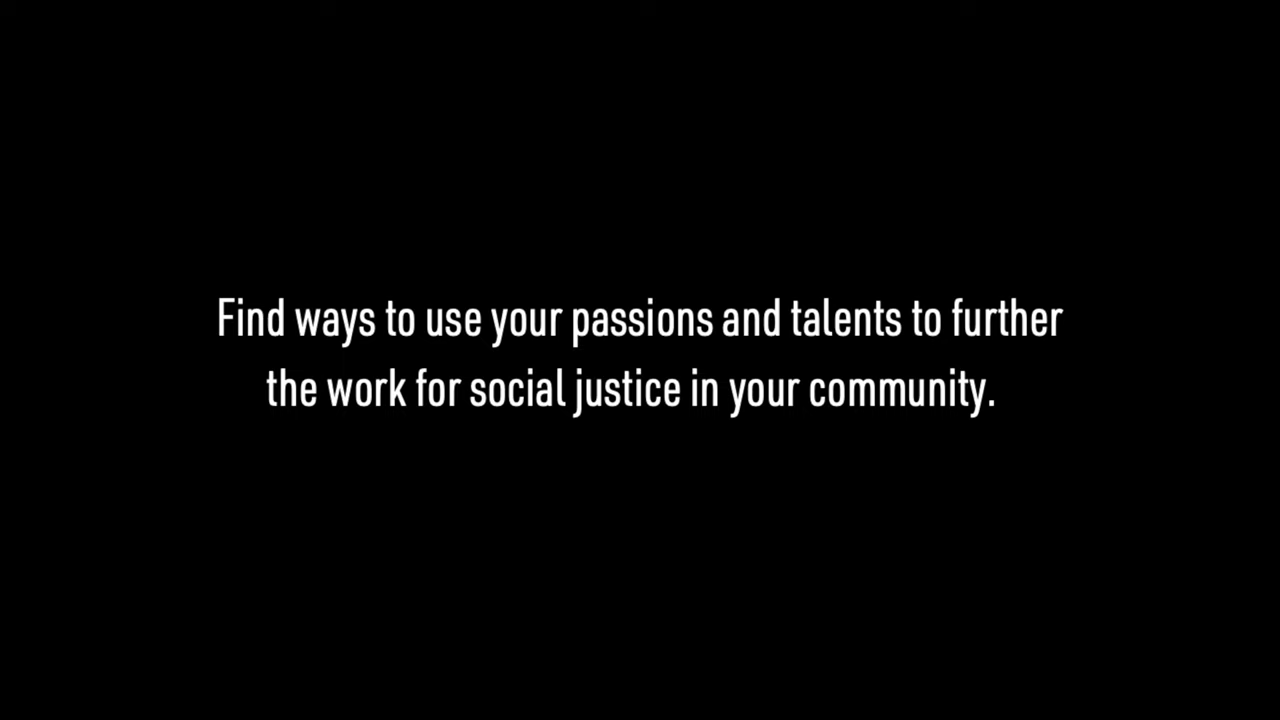 Find ways to use your passions and talents to further
the work for social justice in your community.